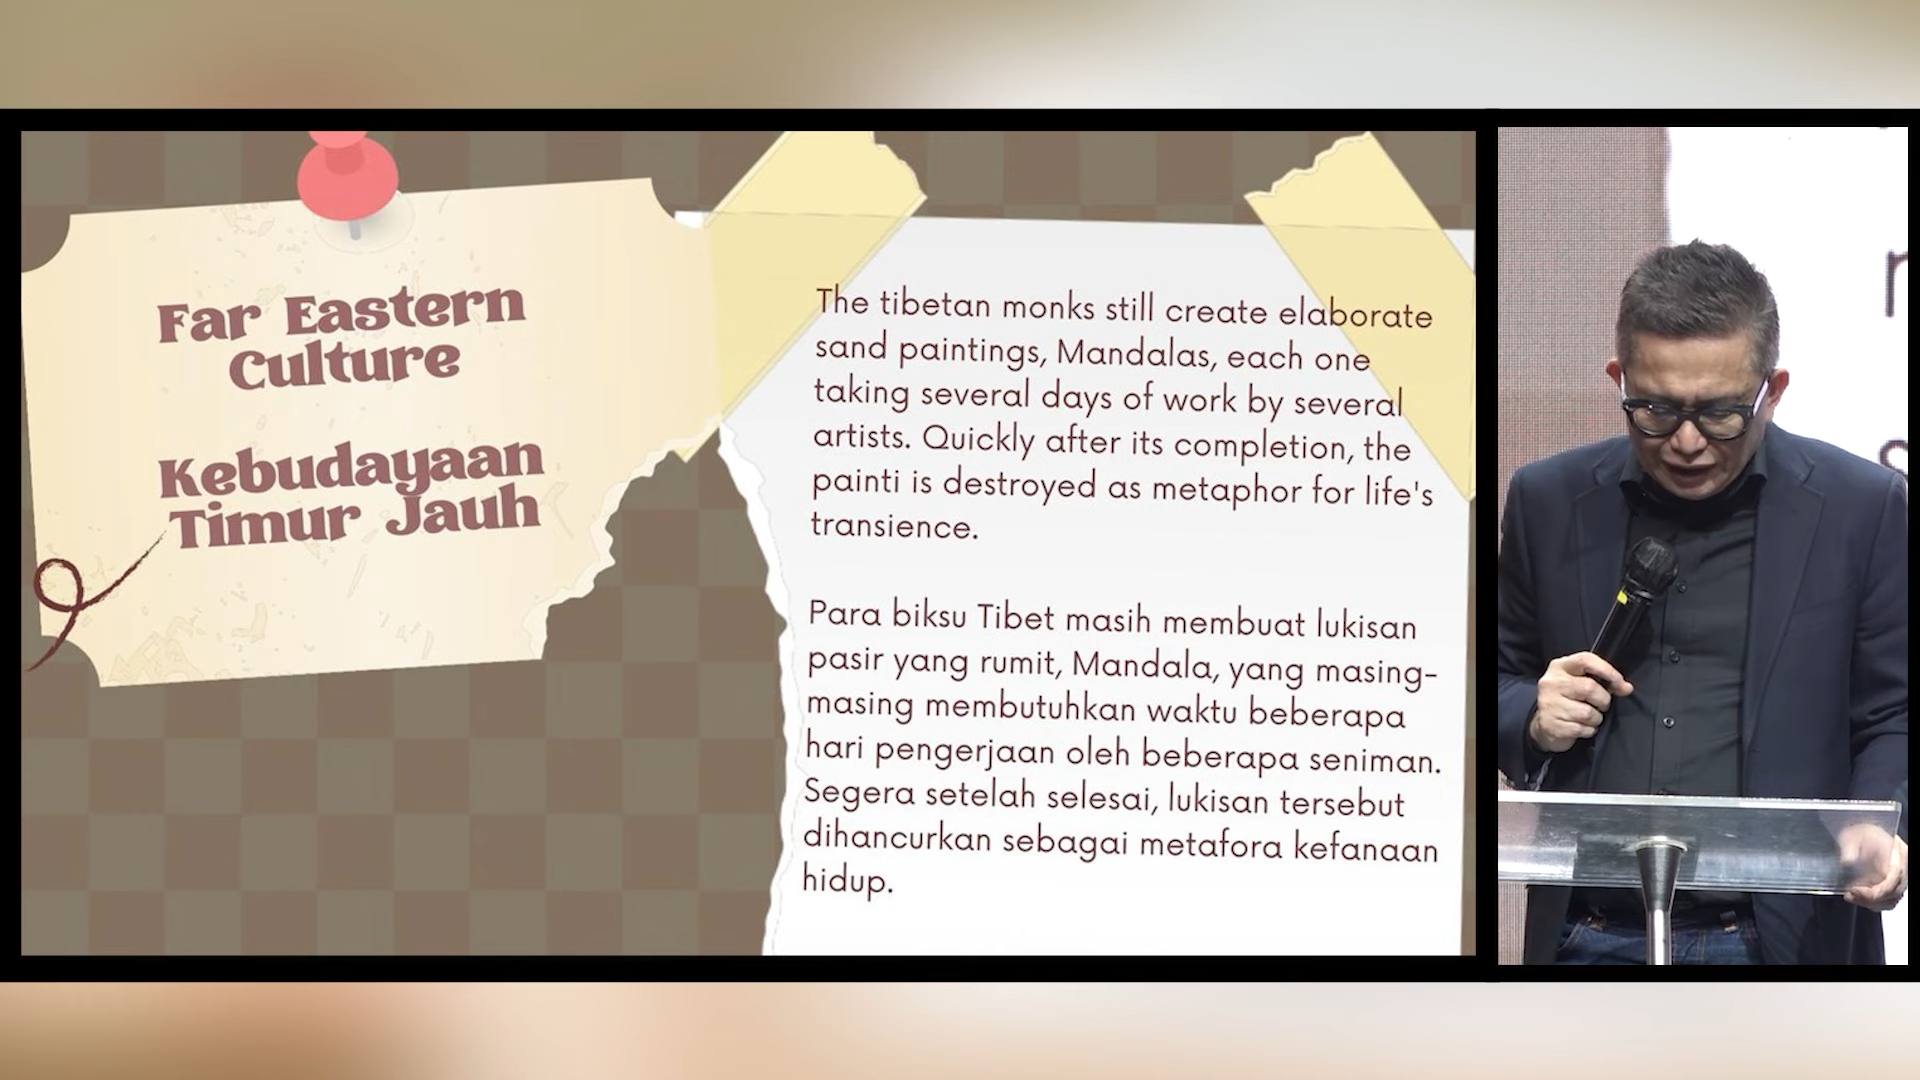 Far Eastern
Culture
Kebudayaan
Timur Jauh
The tibetan monks still create elaborate
sand paintings, Mandalas, each one
taking several days of work by several
artists. Quickly after its completion, the
painti is destroyed as metaphor for life's
transience.
Para biksu Tibet masih membuat lukisan
pasir yang rumit, Mandala, yang masing-
masing membutuhkan waktu beberapa
hari pengerjaan oleh beberapa seniman.
Segera setelah selesai, lukisan tersebut
dihancurkan sebagai metafora kefanaan
hidup.